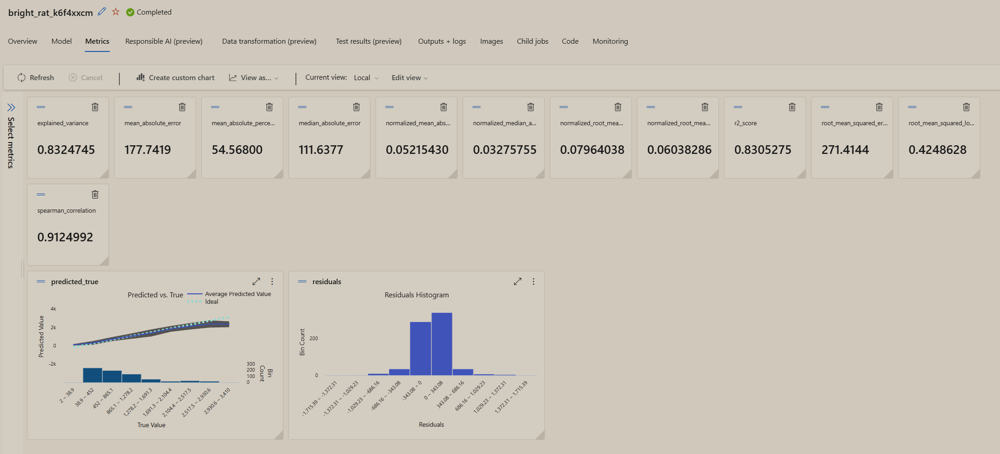 bright_rat_k6f4xxcm Completed
Overview Model Metrics Responsible AI (preview) Data transformation (preview) Test results (preview) Outputs + logs Images Child jobs Code Monitoring
Refresh Cancel Create custom chart View as... Current view: Local Edit view
Select metrics
explained_variance
0.8324745
mean_absolute_error
177.7419
mean_absolute_perce...
54.56800
median_absolute_error
111.6377
normalized_mean_abs...
0.05215430
normalized_median_a...
0.03275755
normalized_root_mea...
0.07964038
normalized_root_mea...
0.06038286
r2_score
0.8305275
root_mean_squared_er...
271.4144
root_mean_squared_lo...
0.4248628
spearman_correlation
0.9124992
predicted_true
Predicted vs. True
Average Predicted Value
Ideal
Predicted Value
4k
2k
0
-2k
300
200
100
0
Bin
Count
2 ~ 38.9
38.9 ~ 452
452 ~ 865.1
865.1 ~ 1,278.2
1,278.2 ~ 1,691.3
1,691.3 ~ 2,104.4
2,104.4 ~ 2,517.5
2,517.5 ~ 2,930.6
2,930.6 ~ 3,410
True Value
residuals
Residuals Histogram
Bin Count
200
0
-1,715.39 ~ -1,372.31
-1,372.31 ~ -1,029.23
-1,029.23 ~ -686.16
-686.16 ~ -343.08
-343.08 ~ 0
0 ~ 343.08
343.08 ~ 686.16
686.16 ~ 1,029.23
1,029.23 ~ 1,372.31
1,372.31 ~ 1,715.39
Residuals